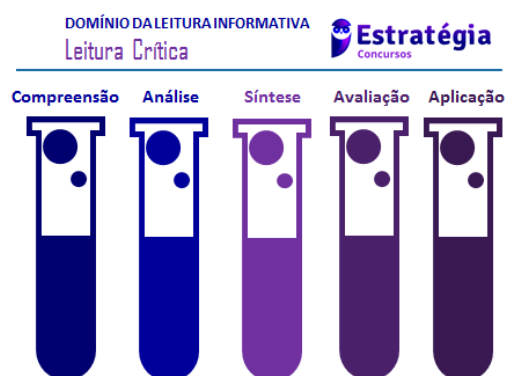 DOMÍNIO DA LEITURA INFORMATIVA
Leitura Crítica
Estratégia
Concursos
Compreensão Análise Síntese Avaliação Aplicação